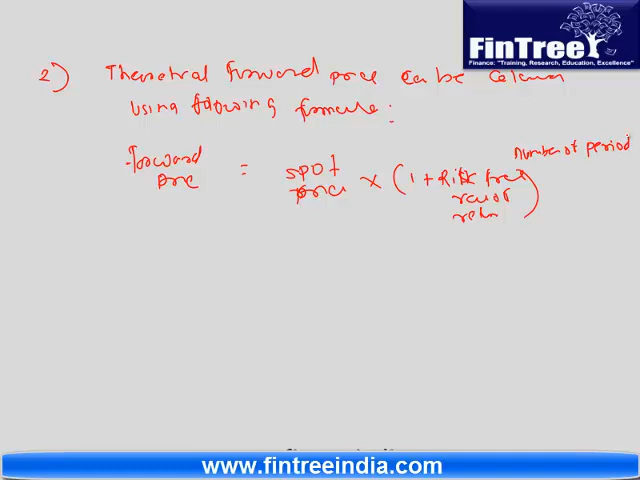 FinTree
Finance: "Training, Research, Education, Excellence"
2) Theoretical forward price can be
using following formula:
number of period
forward = spot × (1 + Risk free
price price rate of
return)
www.fintreeindia.com